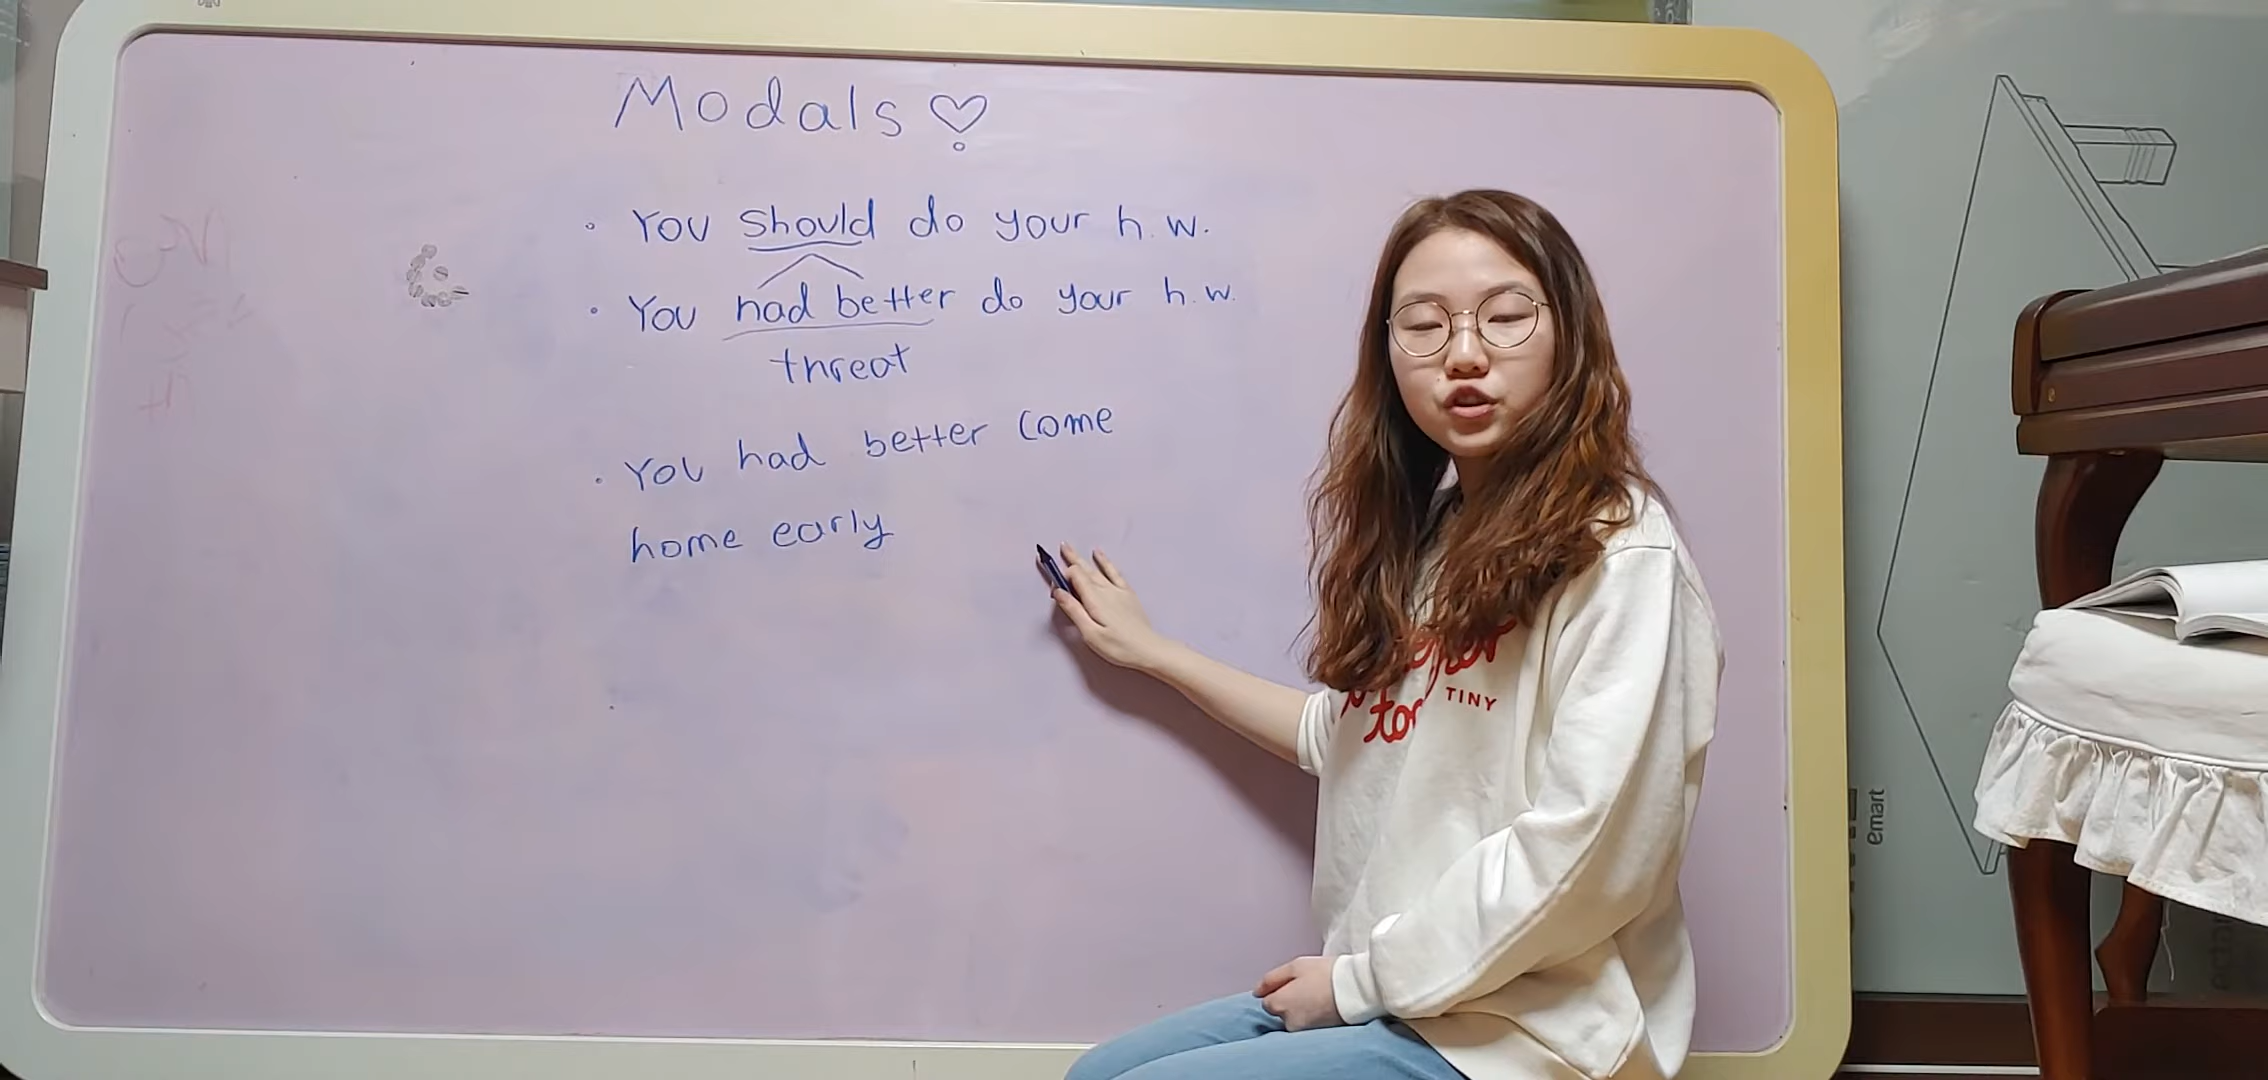 Modals
• You should do your h.w.
• You had better do your h.w.
threat
• You had better come
home early
TINY
emart